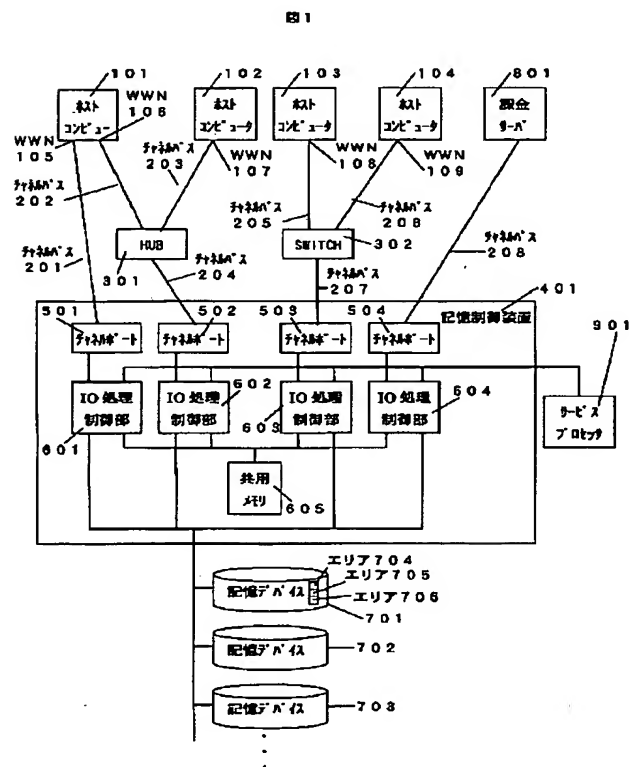 図1
101
102
103
104
801
ホスト
コンピュー
ホスト
コンピュータ
ホスト
コンピュータ
ホスト
コンピュータ
課金
サーバ
WWN
105
WWN
106
WWN
107
WWN
108
WWN
109
チャネルパス
202
チャネルパス
203
チャネルパス
205
チャネルパス
208
チャネルパス
208
HUB
301
SWITCH
302
チャネルパス
201
チャネルパス
204
チャネルパス
207
401
記憶制御装置
501
チャネルポート
502
チャネルポート
503
チャネルポート
504
チャネルポート
901
IO処理
制御部
601
IO処理
制御部
602
IO処理
制御部
603
IO処理
制御部
604
サービス
プロセッサ
共用
メモリ
605
記憶デバイス
エリア704
エリア705
エリア706
701
記憶デバイス
702
記憶デバイス
703